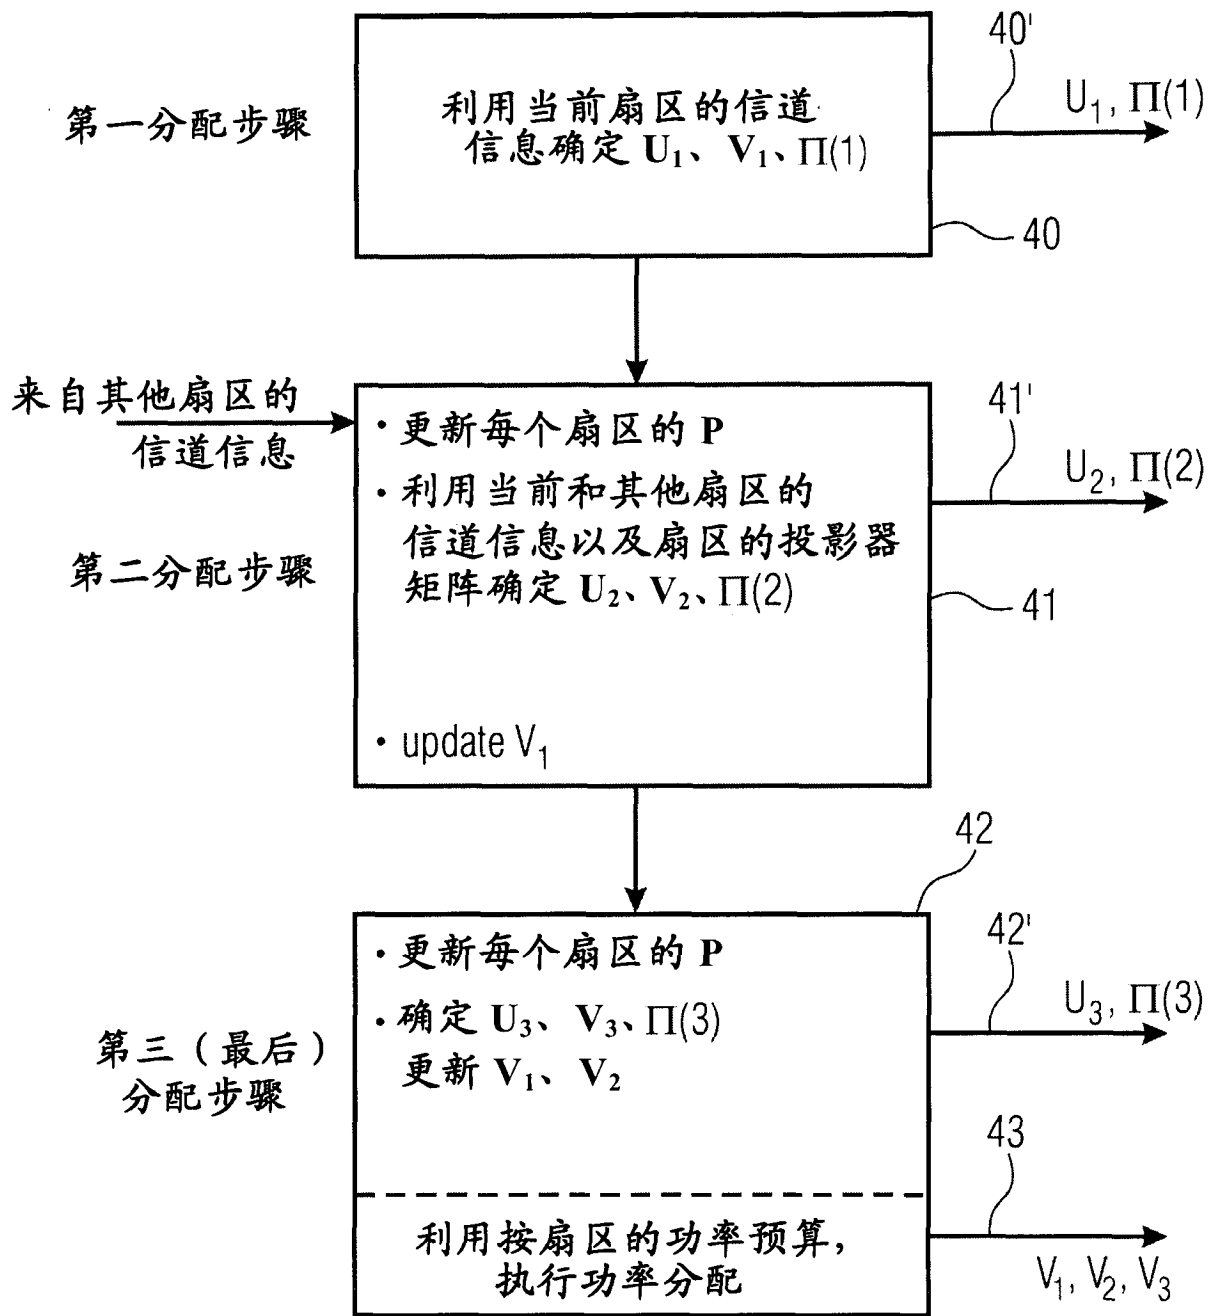 40'
第一分配步骤
利用当前扇区的信道
信息确定 U₁、V₁、Π(1)
U₁, Π(1)
40
来自其他扇区的
信道信息
41'
· 更新每个扇区的 P
U₂, Π(2)
· 利用当前和其他扇区的
信道信息以及扇区的投影器
矩阵确定 U₂、V₂、Π(2)
第二分配步骤
41
· update V₁
42
42'
· 更新每个扇区的 P
U₃, Π(3)
· 确定 U₃、V₃、Π(3)
更新 V₁、V₂
第三（最后）
分配步骤
43
利用按扇区的功率预算，
执行功率分配
V₁, V₂, V₃